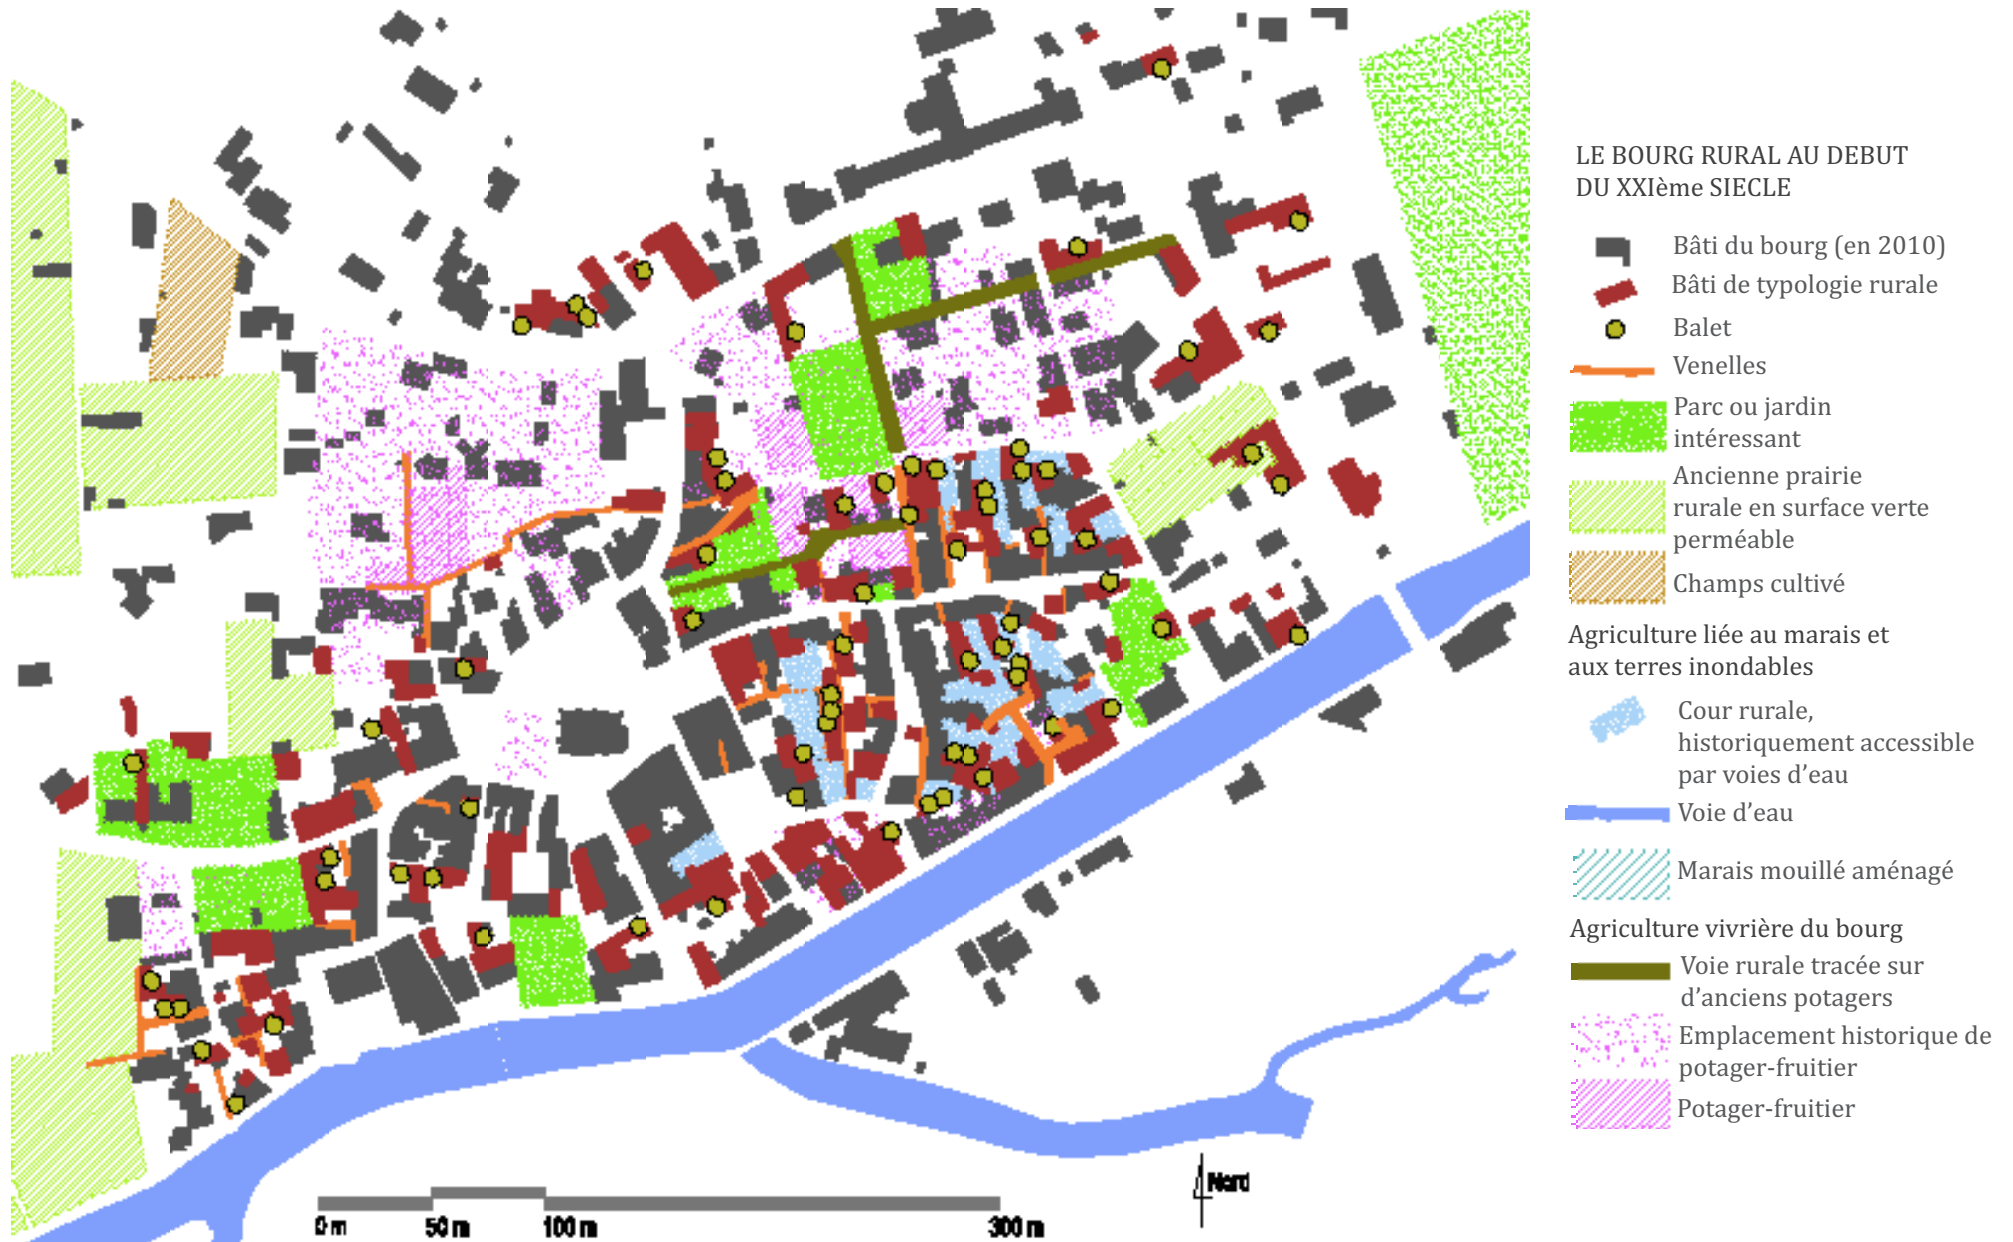 LE BOURG RURAL AU DEBUT
DU XXIème SIECLE
Bâti du bourg (en 2010)
Bâti de typologie rurale
Balet
Venelles
Parc ou jardin
intéressant
Ancienne prairie
rurale en surface verte
perméable
Champs cultivé
Agriculture liée au marais et
aux terres inondables
Cour rurale,
historiquement accessible
par voies d’eau
Voie d’eau
Marais mouillé aménagé
Agriculture vivrière du bourg
Voie rurale tracée sur
d’anciens potagers
Emplacement historique de
potager-fruitier
Potager-fruitier
Nord
0 m 50 m 100 m 300 m